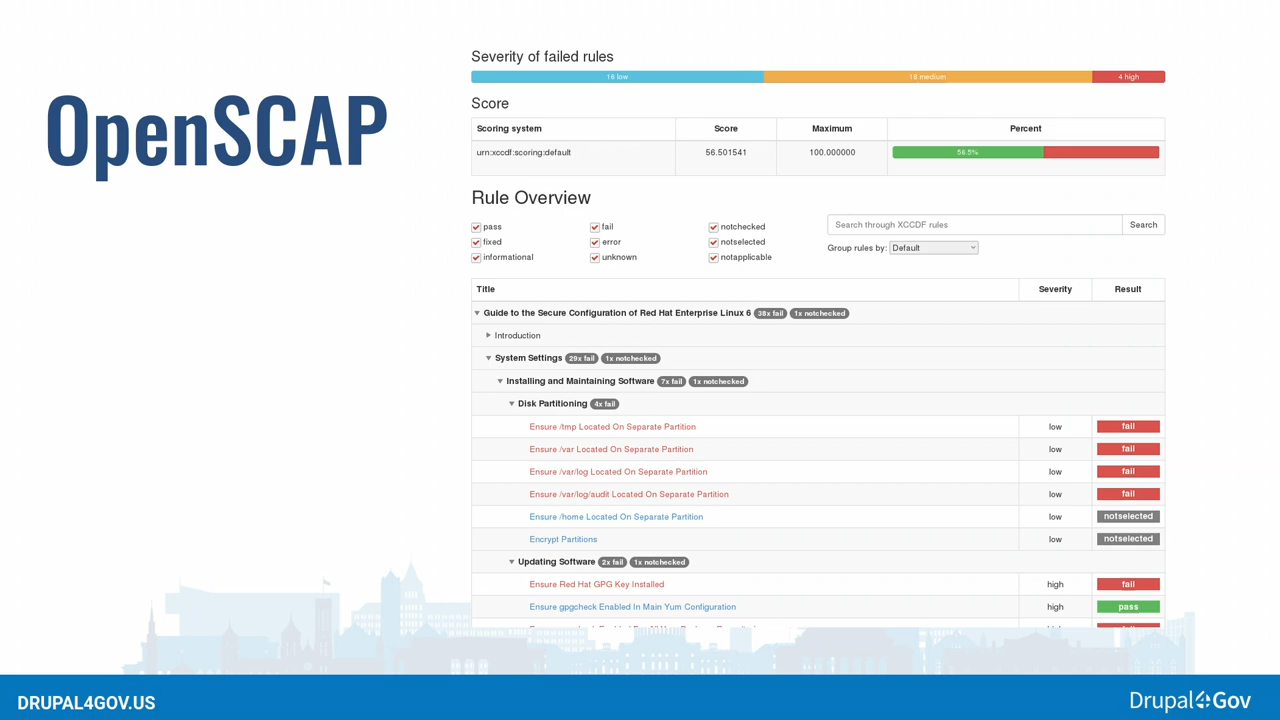 OpenSCAP
Severity of failed rules
16 low 18 medium 4 high
Score
Scoring system Score Maximum Percent
urn:xccdf:scoring:default 56.501541 100.000000 56.5%
Rule Overview
pass fail notchecked
fixed error notselected
informational unknown notapplicable
Search through XCCDF rules Search
Group rules by: Default
Title Severity Result
Guide to the Secure Configuration of Red Hat Enterprise Linux 6 38x fail 1x notchecked
Introduction
System Settings 29x fail 1x notchecked
Installing and Maintaining Software 7x fail 1x notchecked
Disk Partitioning 4x fail
Ensure /tmp Located On Separate Partition low fail
Ensure /var Located On Separate Partition low fail
Ensure /var/log Located On Separate Partition low fail
Ensure /var/log/audit Located On Separate Partition low fail
Ensure /home Located On Separate Partition low notselected
Encrypt Partitions low notselected
Updating Software 2x fail 1x notchecked
Ensure Red Hat GPG Key Installed high fail
Ensure gpgcheck Enabled In Main Yum Configuration high pass
DRUPAL4GOV.US
Drupal4Gov